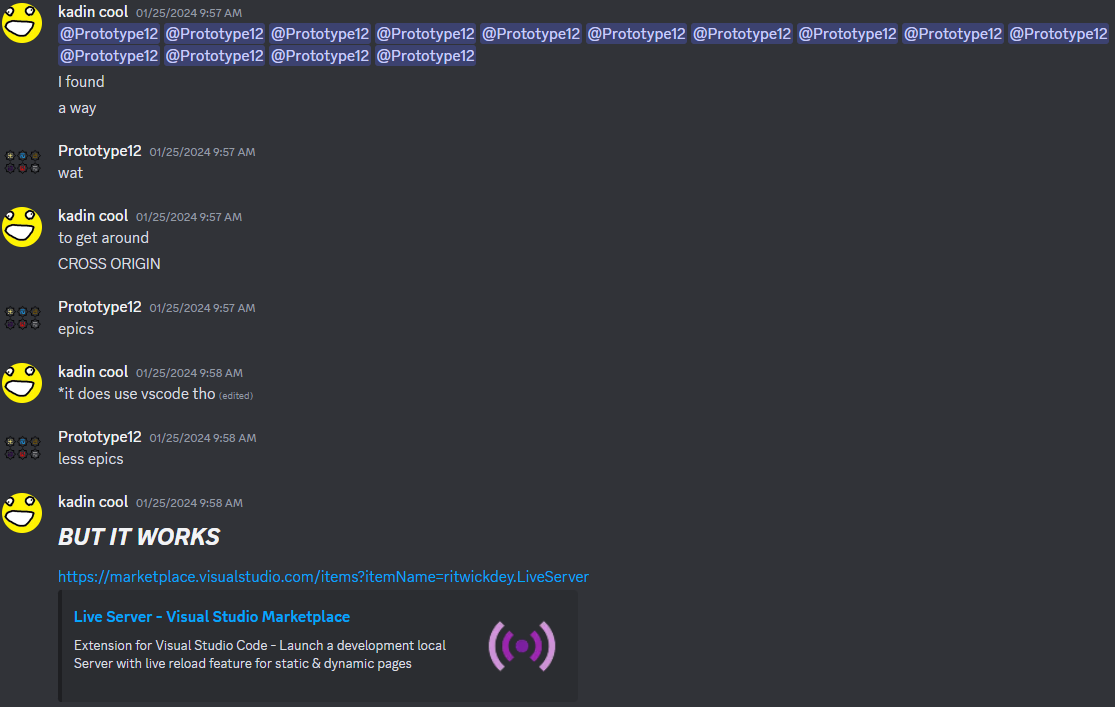 kadin cool 01/25/2024 9:57 AM
@Prototype12 @Prototype12 @Prototype12 @Prototype12 @Prototype12 @Prototype12 @Prototype12 @Prototype12 @Prototype12 @Prototype12
@Prototype12 @Prototype12 @Prototype12 @Prototype12
I found
a way
Prototype12 01/25/2024 9:57 AM
wat
kadin cool 01/25/2024 9:57 AM
to get around
CROSS ORIGIN
Prototype12 01/25/2024 9:57 AM
epics
kadin cool 01/25/2024 9:58 AM
*it does use vscode tho (edited)
Prototype12 01/25/2024 9:58 AM
less epics
kadin cool 01/25/2024 9:58 AM
BUT IT WORKS
https://marketplace.visualstudio.com/items?itemName=ritwickdey.LiveServer
Live Server - Visual Studio Marketplace
Extension for Visual Studio Code - Launch a development local
Server with live reload feature for static & dynamic pages